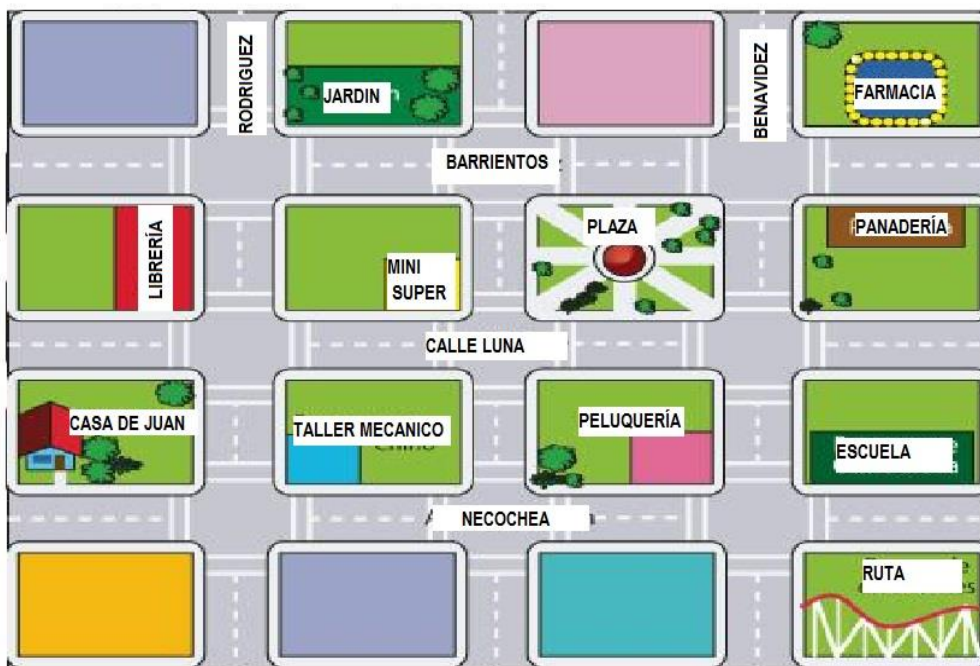 RODRIGUEZ
JARDIN
BENAVIDEZ
FARMACIA
BARRIENTOS
LIBRERÍA
MINI
SUPER
PLAZA
PANADERÍA
CALLE LUNA
CASA DE JUAN
TALLER MECANICO
PELUQUERÍA
ESCUELA
NECOCHEA
RUTA